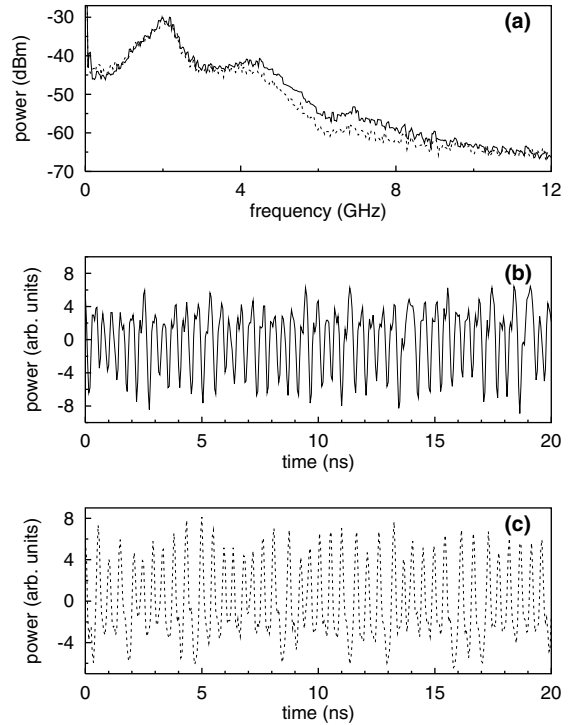 (a)
power (dBm)
-30
-40
-50
-60
-70
0 4 8 12
frequency (GHz)
(b)
power (arb. units)
8
4
0
-4
-8
0 5 10 15 20
time (ns)
(c)
power (arb. units)
8
4
0
-4
0 5 10 15 20
time (ns)